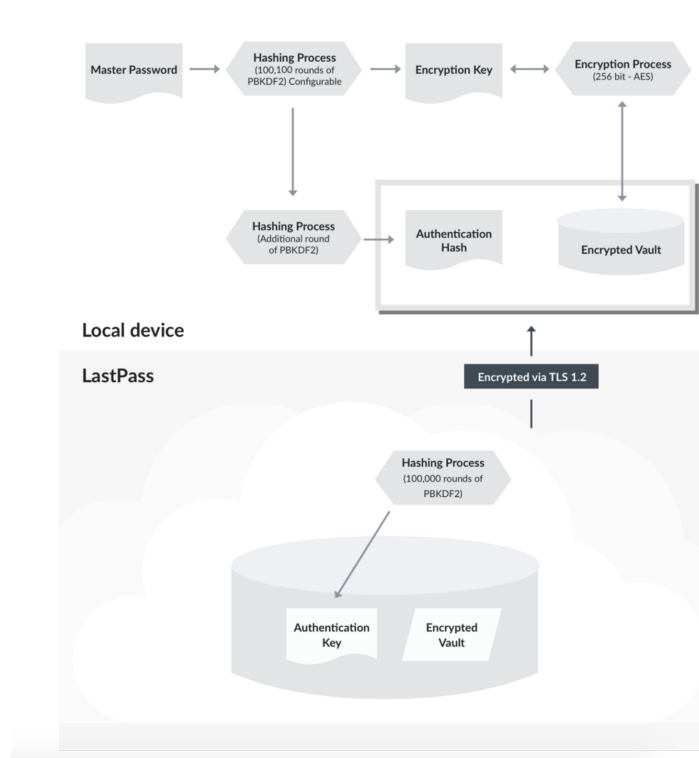 Master Password
Hashing Process
(100,100 rounds of
PBKDF2) Configurable
Encryption Key
Encryption Process
(256 bit - AES)
Hashing Process
(Additional round
of PBKDF2)
Authentication
Hash
Encrypted Vault
Local device
LastPass
Encrypted via TLS 1.2
Hashing Process
(100,000 rounds of
PBKDF2)
Authentication
Key
Encrypted
Vault